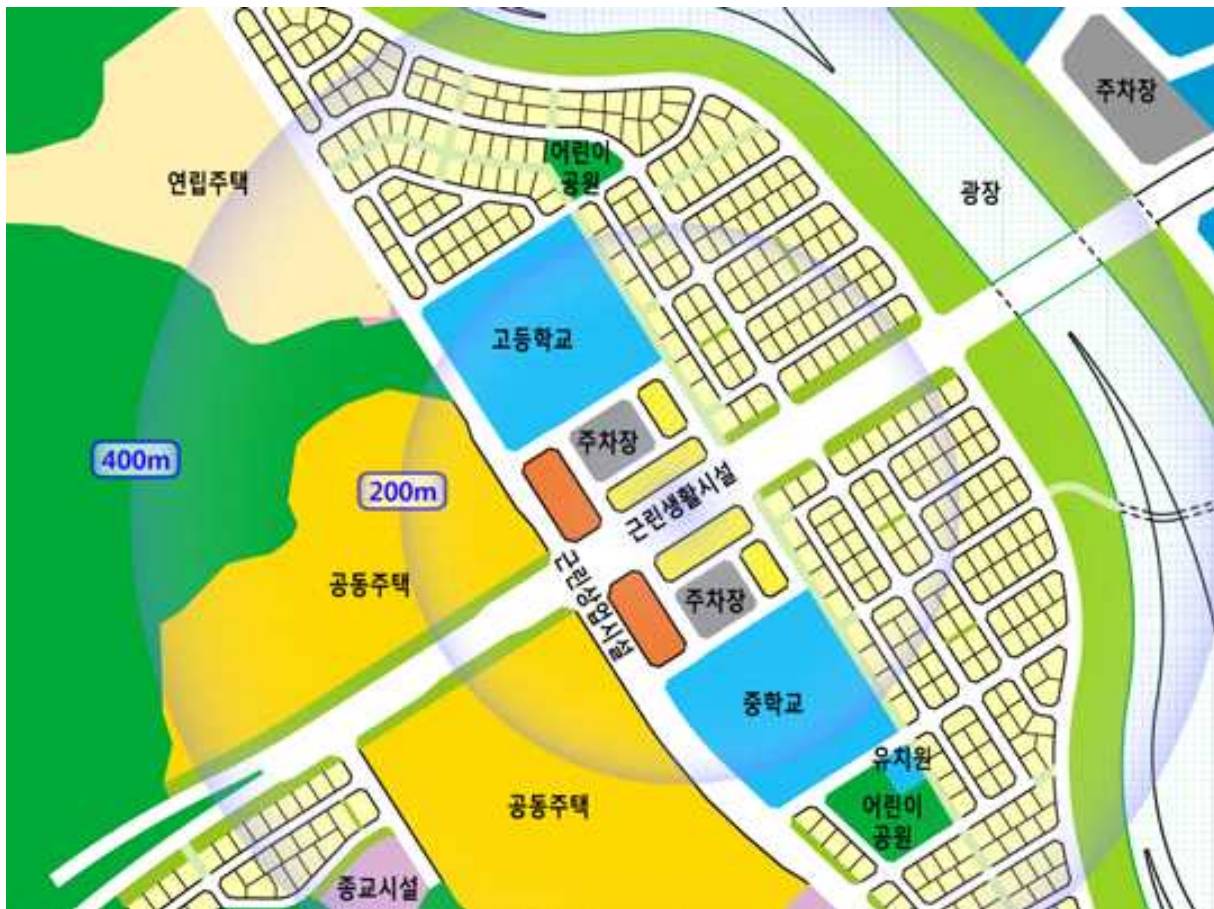 주차장
어린이
공원
연립주택
광장
고등학교
주차장
400m
200m
근린생활시설
공동주택
근린상업시설
주차장
중학교
유치원
공동주택
어린이
공원
종교시설